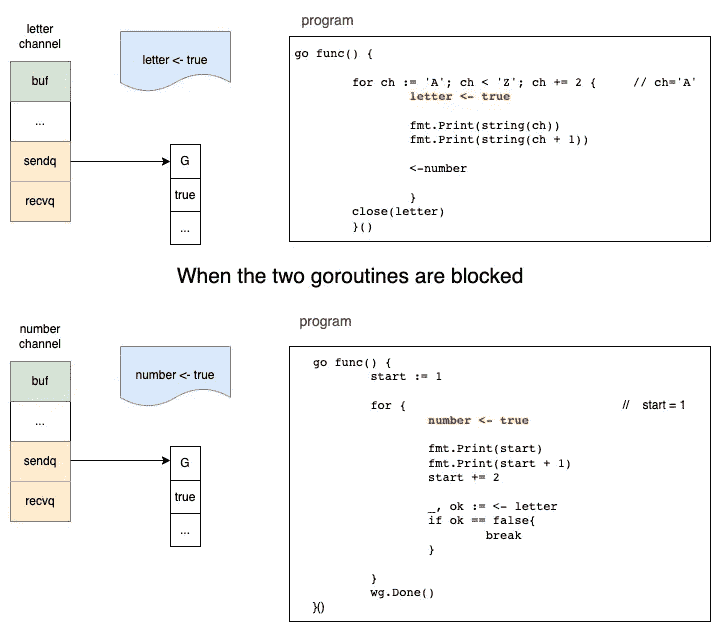 letter
channel
buf
...
sendq
recvq
letter <- true
G
true
...
program
go func() {
for ch := 'A'; ch < 'Z'; ch += 2 { // ch='A'
letter <- true
fmt.Print(string(ch))
fmt.Print(string(ch + 1))
<-number
}
close(letter)
}()
When the two goroutines are blocked
number
channel
buf
...
sendq
recvq
number <- true
G
true
...
program
go func() {
start := 1
for { // start = 1
number <- true
fmt.Print(start)
fmt.Print(start + 1)
start += 2
_, ok := <- letter
if ok == false{
break
}
}
wg.Done()
}()